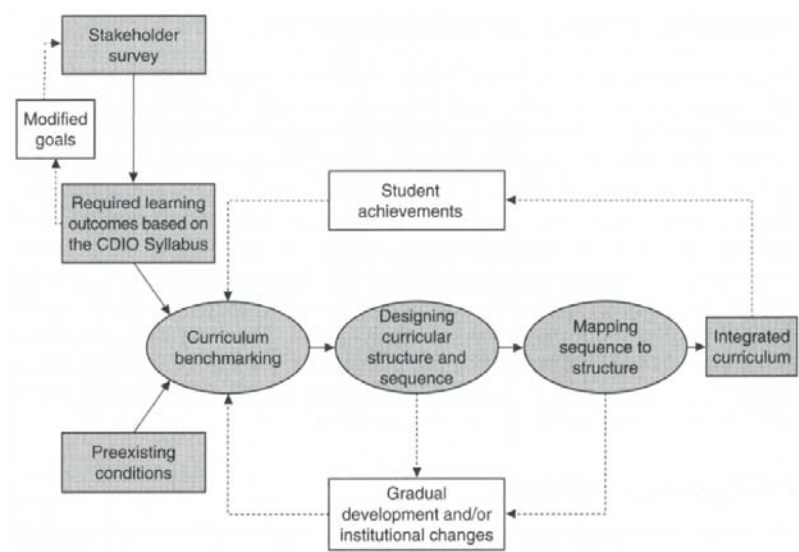 Stakeholder
survey
Modified
goals
Required learning
outcomes based on
the CDIO Syllabus
Student
achievements
Curriculum
benchmarking
Designing
curricular
structure and
sequence
Mapping
sequence to
structure
Integrated
curriculum
Preexisting
conditions
Gradual
development and/or
institutional changes